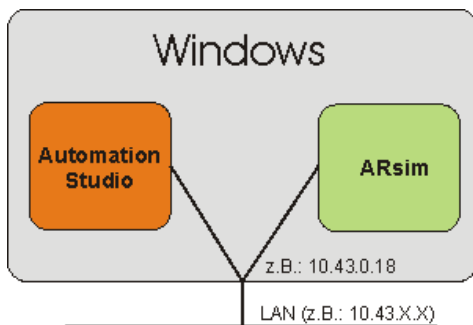 Windows
Automation
Studio
ARsim
z.B.: 10.43.0.18
LAN (z.B.: 10.43.X.X)